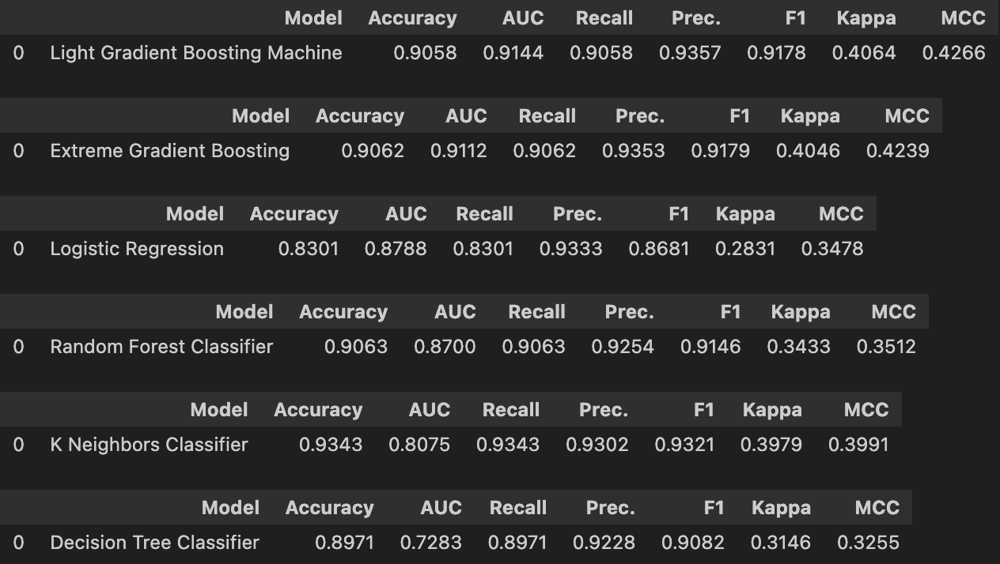 Model Accuracy AUC Recall Prec. F1 Kappa MCC
0 Light Gradient Boosting Machine 0.9058 0.9144 0.9058 0.9357 0.9178 0.4064 0.4266
Model Accuracy AUC Recall Prec. F1 Kappa MCC
0 Extreme Gradient Boosting 0.9062 0.9112 0.9062 0.9353 0.9179 0.4046 0.4239
Model Accuracy AUC Recall Prec. F1 Kappa MCC
0 Logistic Regression 0.8301 0.8788 0.8301 0.9333 0.8681 0.2831 0.3478
Model Accuracy AUC Recall Prec. F1 Kappa MCC
0 Random Forest Classifier 0.9063 0.8700 0.9063 0.9254 0.9146 0.3433 0.3512
Model Accuracy AUC Recall Prec. F1 Kappa MCC
0 K Neighbors Classifier 0.9343 0.8075 0.9343 0.9302 0.9321 0.3979 0.3991
Model Accuracy AUC Recall Prec. F1 Kappa MCC
0 Decision Tree Classifier 0.8971 0.7283 0.8971 0.9228 0.9082 0.3146 0.3255